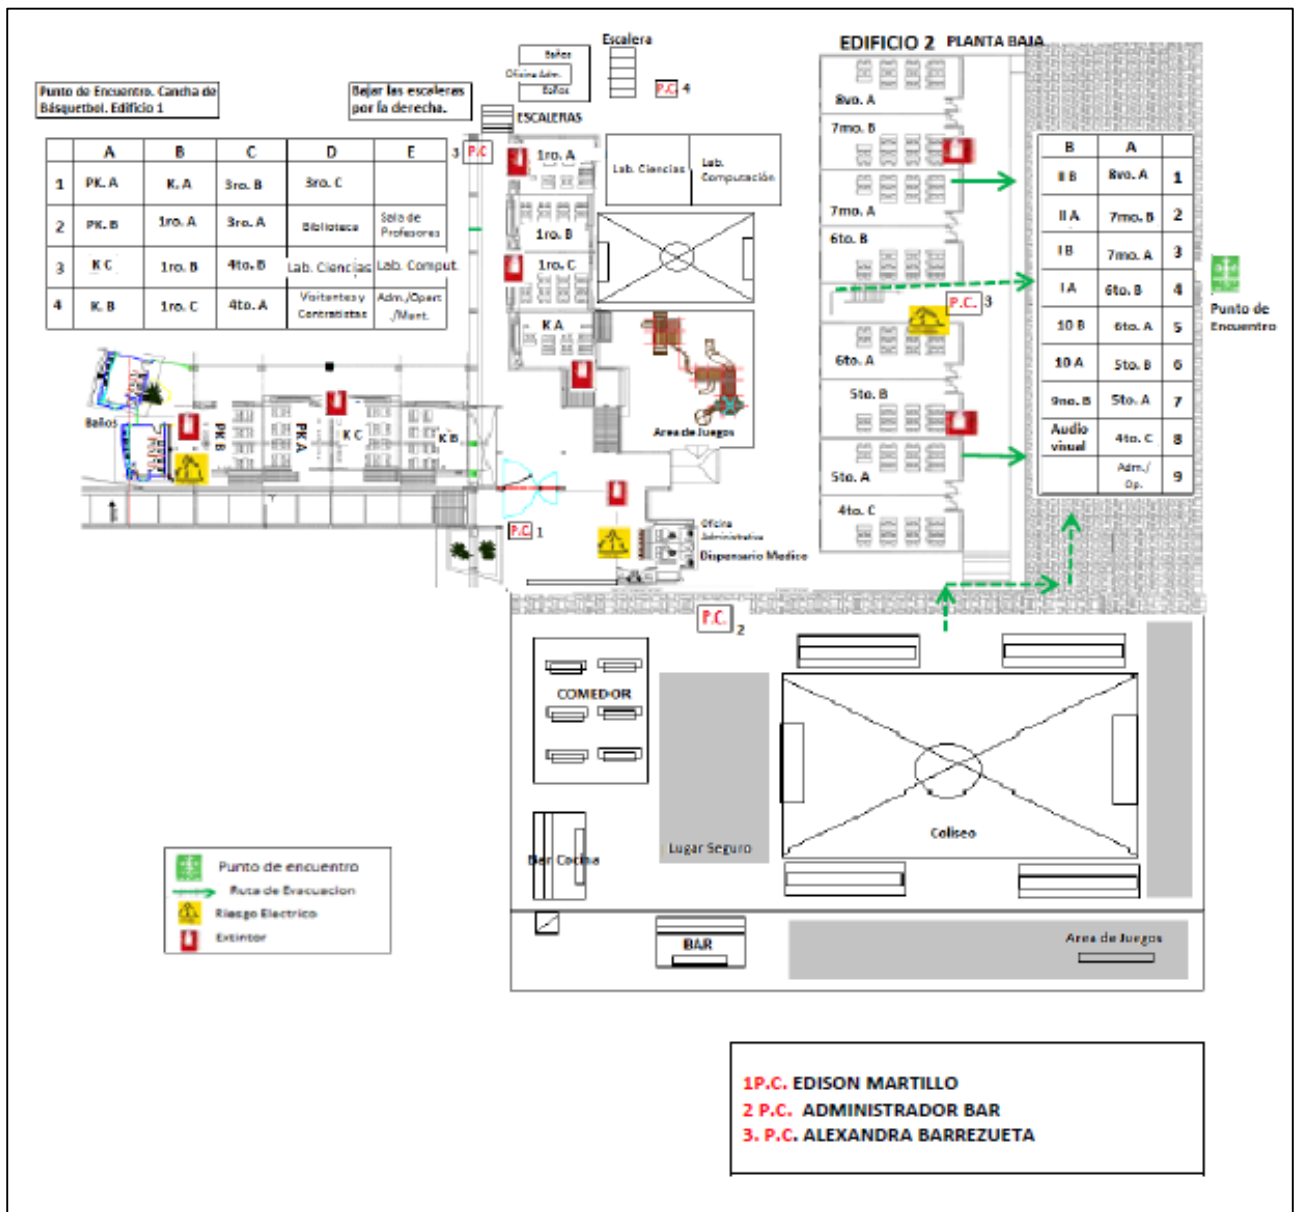 Escalera
EDIFICIO 2 PLANTA BAJA
Baños
Oficina Adm.
Baños
P.C. 4
Punto de Encuentro. Cancha de
Básquetbol. Edificio 1
Bajar las escaleras
por la derecha.
ESCALERAS
3 P.C
A B C D E
1 PK. A K. A 3ro. B 3ro. C
2 PK. B 1ro. A 3ro. A Biblioteca Sala de
Profesores
3 K C 1ro. B 4to. B Lab. Ciencias Lab. Comput.
4 K. B 1ro. C 4to. A Visitantes y
Contratistas
Adm./Opert
./Mant.
1ro. A
1ro. B
1ro. C
K A
Lab. Ciencias
Lab.
Computación
Area de Juegos
8vo. A
7mo. B
7mo. A
6to. B
P.C. 3
6to. A
5to. B
5to. A
4to. C
B A
II B 8vo. A 1
II A 7mo. B 2
I B 7mo. A 3
I A 6to. B 4
10 B 6to. A 5
10 A 5to. B 6
9no. B 5to. A 7
Audio
visual
4to. C 8
Adm./
Op.
9
Punto de
Encuentro
Baños
PK B
PK A
K C
K B
P.C. 1
Oficina
Administrativa
Dispensario Medico
P.C. 2
COMEDOR
Lugar Seguro
Coliseo
Bar Cocina
BAR
Area de Juegos
Punto de encuentro
Ruta de Evacuacion
Riesgo Electrico
Extintor
1P.C. EDISON MARTILLO
2 P.C. ADMINISTRADOR BAR
3. P.C. ALEXANDRA BARREZUETA